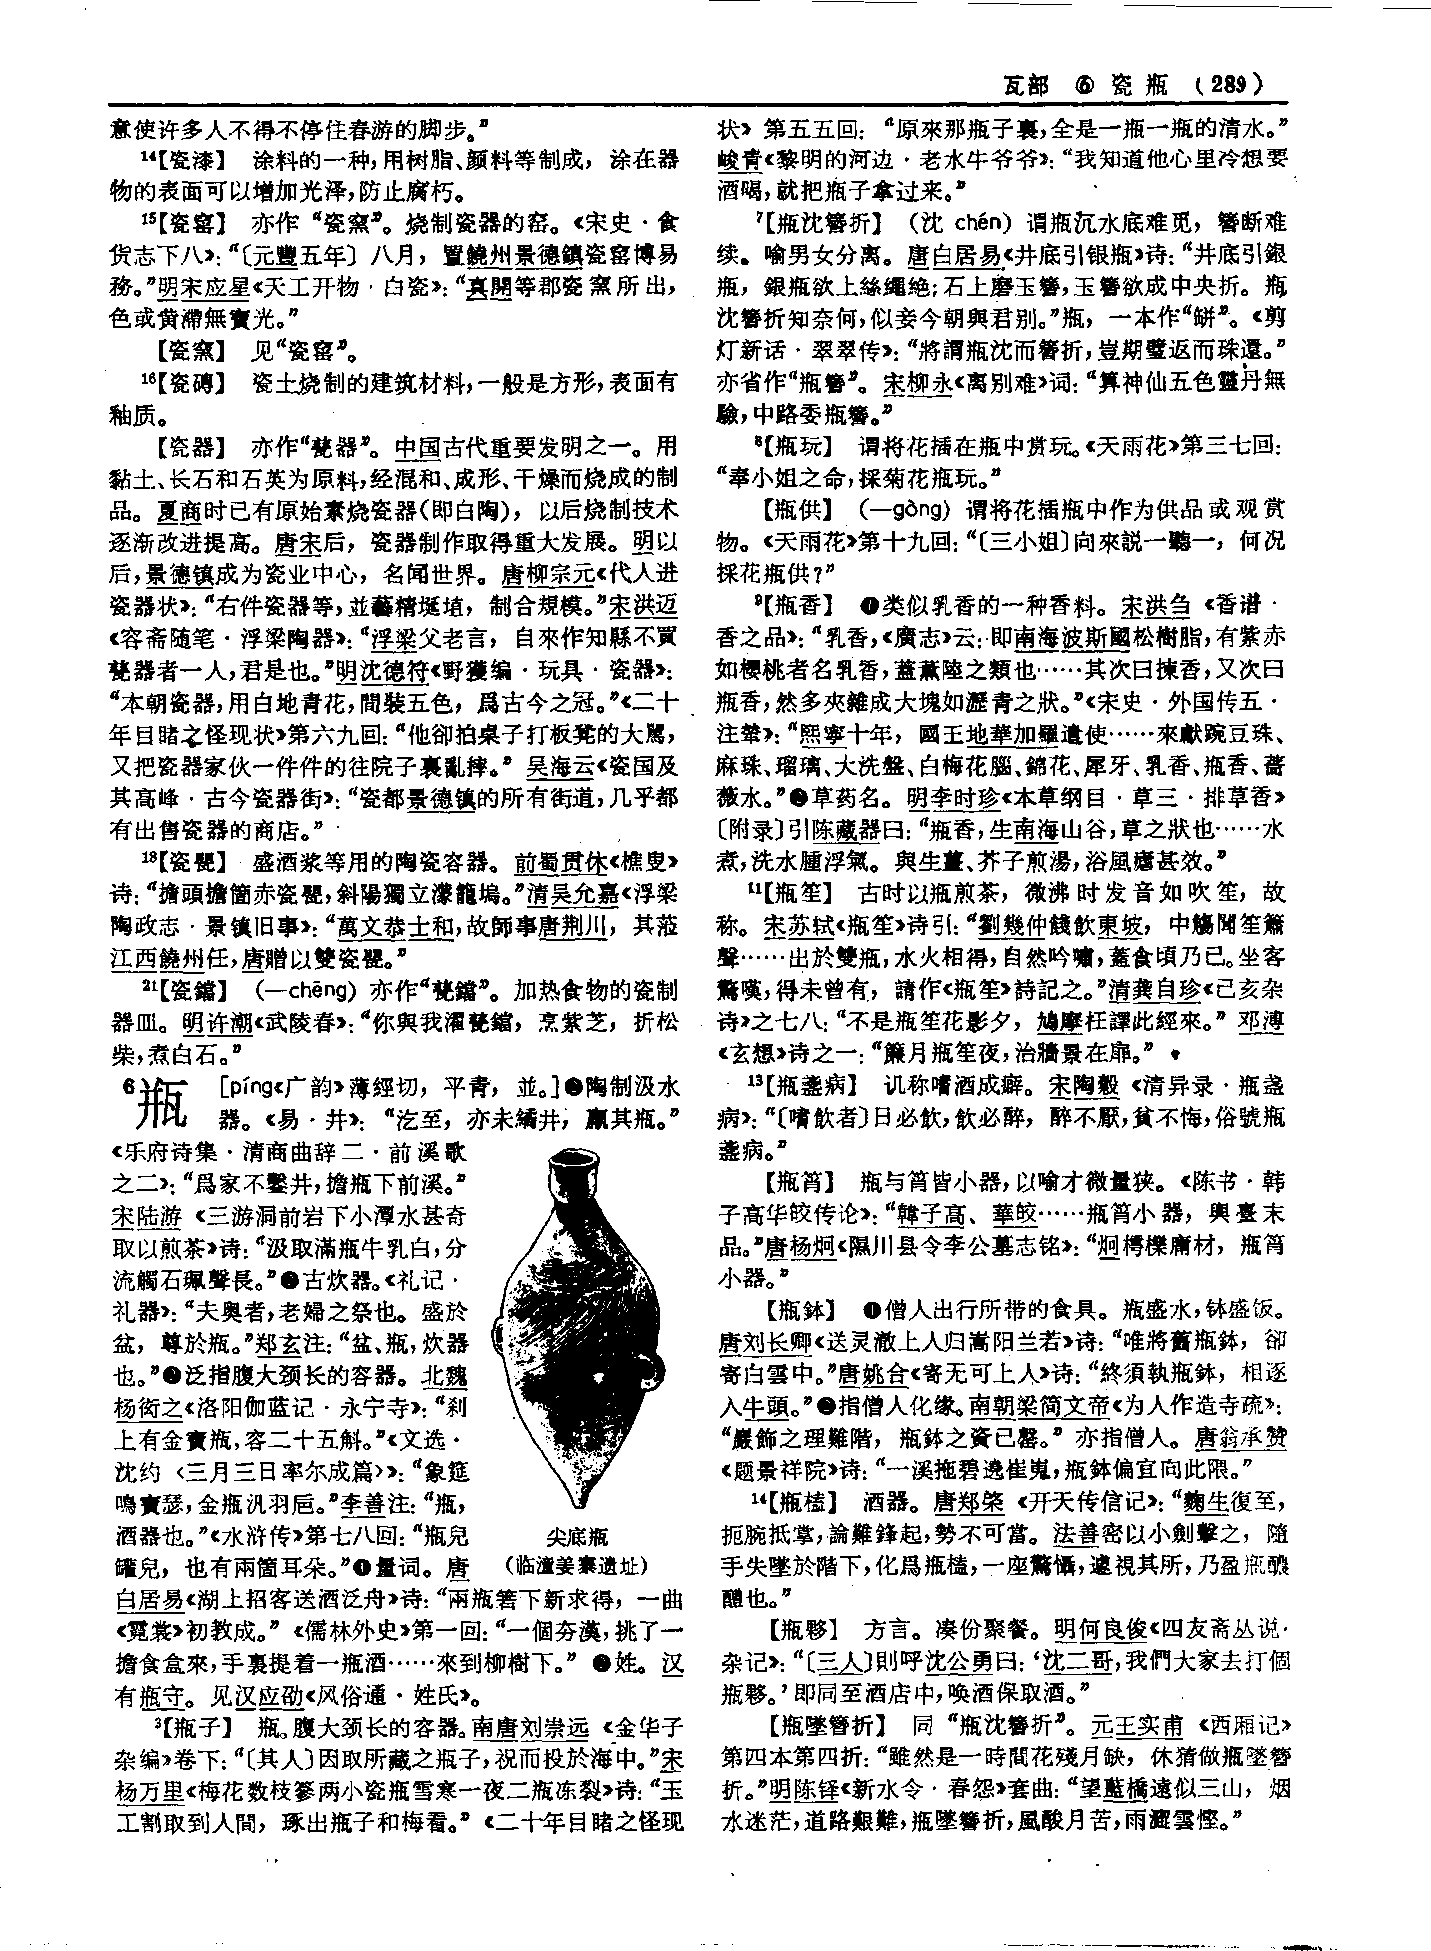 瓦部 ⑥ 瓷 瓶 (289)
意使许多人不得不停住春游的脚步。”
14【瓷漆】 涂料的一种，用树脂、颜料等制成，涂在器
物的表面可以增加光泽，防止腐朽。
15【瓷窑】 亦作“瓷窯”。烧制瓷器的窑。《宋史·食
货志下八》：“〔元豐五年〕八月，置饒州景德鎮瓷窑博易
務。”明宋应星《天工开物·白瓷》：“真開等郡瓷窯所出，
色或黄滯無寶光。”
【瓷窯】 见“瓷窑”。
16【瓷磚】 瓷土烧制的建筑材料，一般是方形，表面有
釉质。
【瓷器】 亦作“甆器”。中国古代重要发明之一。用
黏土、长石和石英为原料，经混和、成形、干燥而烧成的制
品。夏商时已有原始素烧瓷器(即白陶)，以后烧制技术
逐渐改进提高。唐宋后，瓷器制作取得重大发展。明以
后，景德镇成为瓷业中心，名闻世界。唐柳宗元《代人进
瓷器状》：“右件瓷器等，並藝精埏埴，制合規模。”宋洪迈
《容斋随笔·浮梁陶器》：“浮梁父老言，自來作知縣不買
甆器者一人，君是也。”明沈德符《野獲编·玩具·瓷器》：
“本朝瓷器，用白地青花，間裝五色，爲古今之冠。”《二十
年目睹之怪现状》第六九回：“他卻拍桌子打板凳的大駡，
又把瓷器家伙一件件的往院子裏亂摔。” 吴海云《瓷国及
其高峰·古今瓷器街》：“瓷都景德镇的所有街道，几乎都
有出售瓷器的商店。”
18【瓷甖】 盛酒浆等用的陶瓷容器。前蜀贯休《樵叟》
诗：“擔頭擔箇赤瓷甖，斜陽獨立濛籠塢。”清吴允嘉《浮梁
陶政志·景镇旧事》：“萬文恭士和，故師事唐荆川，其蒞
江西饒州任，唐贈以雙瓷甖。”
21【瓷鐺】 (—chēng) 亦作“甆鐺”。加热食物的瓷制
器皿。明许潮《武陵春》：“你與我濯甆鐺，烹紫芝，折松
柴，煮白石。”
6瓶 [píng《广韵》薄經切，平青，並。]❶陶制汲水
器。《易·井》：“汔至，亦未繘井，羸其瓶。”
《乐府诗集·清商曲辞二·前溪歌
之二》：“爲家不鑿井，擔瓶下前溪。”
宋陆游《三游洞前岩下小潭水甚奇
取以煎茶》诗：“汲取滿瓶牛乳白，分
流觸石珮聲長。”❷古炊器。《礼记·
礼器》：“夫奥者，老婦之祭也。盛於
盆，尊於瓶。”郑玄注：“盆、瓶，炊器
也。”❸泛指腹大颈长的容器。北魏
杨衒之《洛阳伽蓝记·永宁寺》：“刹
上有金寶瓶，容二十五斛。”《文选·
沈约〈三月三日率尔成篇〉》：“象筵
鳴寶瑟，金瓶汎羽巵。”李善注：“瓶，
酒器也。”《水浒传》第七八回：“瓶兒
罐兒，也有兩箇耳朵。”❹量词。唐
白居易《湖上招客送酒泛舟》诗：“兩瓶箬下新求得，一曲
《霓裳》初教成。” 《儒林外史》第一回：“一個夯漢，挑了一
擔食盒來，手裏提着一瓶酒……來到柳樹下。” ❺姓。汉
有瓶守。见汉应劭《风俗通·姓氏》。
尖底瓶
(临潼姜寨遗址)
3【瓶子】 瓶。腹大颈长的容器。南唐刘崇远《金华子
杂编》卷下：“〔其人〕因取所藏之瓶子，祝而投於海中。”宋
杨万里《梅花数枝篸两小瓷瓶雪寒一夜二瓶冻裂》诗：“玉
工割取到人間，琢出瓶子和梅看。”《二十年目睹之怪现
状》第五五回：“原來那瓶子裏，全是一瓶一瓶的清水。”
峻青《黎明的河边·老水牛爷爷》：“我知道他心里冷想要
酒喝，就把瓶子拿过来。”
7【瓶沈簪折】 (沈 chén) 谓瓶沉水底难觅，簪断难
续。喻男女分离。唐白居易《井底引银瓶》诗：“井底引銀
瓶，銀瓶欲上絲繩绝；石上磨玉簪，玉簪欲成中央折。瓶
沈簪折知奈何，似妾今朝與君别。”瓶，一本作“缾”。《剪
灯新话·翠翠传》：“將謂瓶沈而簪折，豈期璧返而珠還。”
亦省作“瓶簪”。宋柳永《离别难》词：“算神仙五色靈丹無
驗，中路委瓶簪。”
8【瓶玩】 谓将花插在瓶中赏玩。《天雨花》第三七回：
“奉小姐之命，採菊花瓶玩。”
【瓶供】 (—gòng) 谓将花插瓶中作为供品或观赏
物。《天雨花》第十九回：“〔三小姐〕向來説一聽一，何况
採花瓶供？”
9【瓶香】 ❶类似乳香的一种香料。宋洪刍《香谱·
香之品》：“乳香，《廣志》云：即南海波斯國松樹脂，有紫赤
如櫻桃者名乳香，蓋薰陸之類也……其次曰揀香，又次曰
瓶香，然多夾雜成大塊如瀝青之狀。”《宋史·外国传五·
注辇》：“熙寧十年，國王地華加羅遣使……來獻豌豆珠、
麻珠、瑠璃、大洗盤、白梅花腦、錦花、犀牙、乳香、瓶香、薔
薇水。”❷草药名。明李时珍《本草纲目·草三·排草香》
〔附录〕引陈藏器曰：“瓶香，生南海山谷，草之狀也……水
煮，洗水腫浮氣。與生薑、芥子煎湯，浴風瘧甚效。”
11【瓶笙】 古时以瓶煎茶，微沸时发音如吹笙，故
称。宋苏轼《瓶笙》诗引：“劉幾仲餞飲東坡，中觴聞笙簫
聲……出於雙瓶，水火相得，自然吟嘯，蓋食頃乃已。坐客
驚嘆，得未曾有，請作《瓶笙》詩記之。”清龚自珍《己亥杂
诗》之七八：“不是瓶笙花影夕，鳩摩枉譯此經來。” 邓溥
《玄想》诗之一：“簾月瓶笙夜，治牆景在扉。”
13【瓶盞病】 讥称嗜酒成癖。宋陶穀《清异录·瓶盏
病》：“〔嗜飲者〕日必飲，飲必醉，醉不厭，貧不悔，俗號瓶
盞病。”
【瓶筲】 瓶与筲皆小器，以喻才微量狭。《陈书·韩
子高华皎传论》：“韓子高、華皎……瓶筲小器，輿臺末
品。”唐杨炯《隰川县令李公墓志铭》：“炯樗櫟庸材，瓶筲
小器。”
【瓶鉢】 ❶僧人出行所带的食具。瓶盛水，钵盛饭。
唐刘长卿《送灵澈上人归嵩阳兰若》诗：“唯將舊瓶鉢，卻
寄白雲中。”唐姚合《寄无可上人》诗：“終須執瓶鉢，相逐
入牛頭。”❷指僧人化缘。南朝梁简文帝《为人作造寺疏》：
“嚴飾之理難階，瓶鉢之資已罄。” 亦指僧人。唐翁承赞
《题景祥院》诗：“一溪拖碧遶崔嵬，瓶鉢偏宜向此隈。”
14【瓶榼】 酒器。唐郑綮《开天传信记》：“麴生復至，
扼腕抵掌，論難鋒起，勢不可當。法善密以小劍擊之，隨
手失墜於階下，化爲瓶榼，一座驚懾，遽視其所，乃盈瓶醲
醴也。”
【瓶夥】 方言。凑份聚餐。明何良俊《四友斋丛说·
杂记》：“〔三人〕則呼沈公勇曰：‘沈二哥，我們大家去打個
瓶夥。’即同至酒店中，唤酒保取酒。”
【瓶墜簪折】 同“瓶沈簪折”。元王实甫《西厢记》
第四本第四折：“雖然是一時間花殘月缺，休猜做瓶墜簪
折。”明陈铎《新水令·春怨》套曲：“望藍橋遠似三山，烟
水迷茫，道路艱難，瓶墜簪折，風酸月苦，雨澀雲慳。”